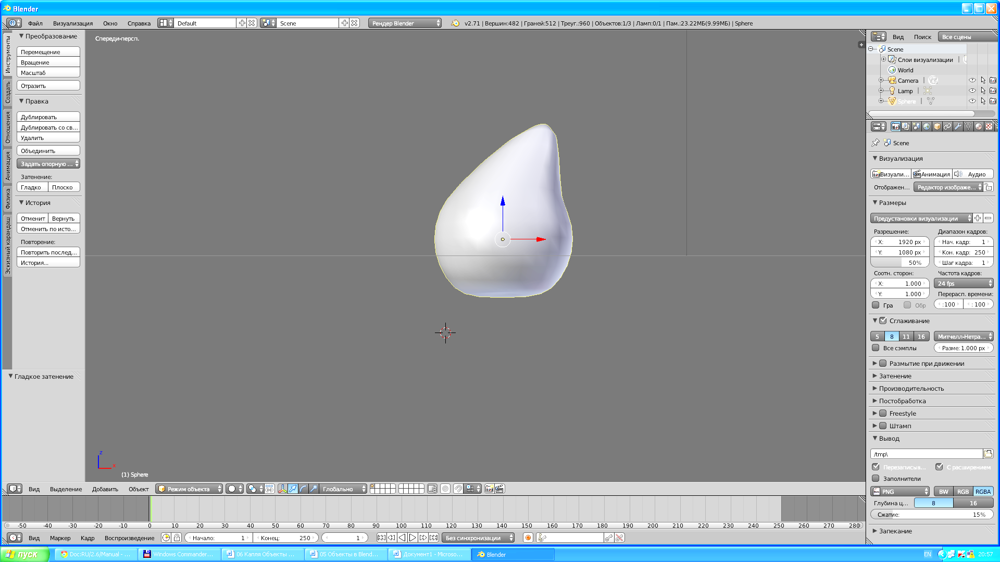 Blender
Файл Визуализация Окно Справка Default Scene Рендер Blender v2.71 | Вершин:482 | Граней:512 | Треуг.:960 | Объектов:1/3 | Ламп:0/1 | Пам.:23.22МБ(9.99МБ) | Sphere
Инструменты
Создать
Отношения
Анимация
Физика
Эскизный карандаш
Преобразование
Перемещение
Вращение
Масштаб
Отразить
Правка
Дублировать
Дублировать со св...
Удалить
Объединить
Задать опорную ...
Затенение:
Гладко Плоско
История
Отменит Вернуть
Отменить по исто...
Повторение:
Повторить послед...
История...
Гладкое затенение
Спереди-персп.
z
x
(1) Sphere
Вид Выделение Добавить Объект Режим объекта Глобально
-50 -40 -30 -20 -10 0 10 20 30 40 50 60 70 80 90 100 110 120 130 140 150 160 170 180 190 200 210 220 230 240 250 260 270 280
Вид Маркер Кадр Воспроизведение Начало: 1 Конец: 250 1 Без синхронизации
Вид Поиск Все сцены
Scene
Слои визуализации
World
Camera
Lamp
Sphere
Scene
Визуализация
Визуали... Анимация Аудио
Отображен... Редактор изображе...
Размеры
Предустановки визуализации
Разрешение: Диапазон кадров:
X: 1920 px Нач. кадр: 1
Y: 1080 px Кон. кадр: 250
50% Шаг кадра: 1
Соотн. сторон: Частота кадров:
X: 1.000 24 fps
Y: 1.000 Перерасп. времени:
Гра Обр :100 : 100
Сглаживание
5 8 11 16 Митчелл-Нетра...
Все сэмплы Разме: 1.000 px
Размытие при движении
Затенение
Производительность
Постобработка
Freestyle
Штамп
Вывод
/tmp\
Перезаписыв... С расширением
Заполнители
PNG BW RGB RGBA
Глубина ц... 8 16
Сжатие: 15%
Запекание
пуск Doc:RU/2.6/Manual - ... Windows Commander... 06 Капля Объекты ... 05 Объекты в Blend... Документ1 - Microso... Blender EN 20:57